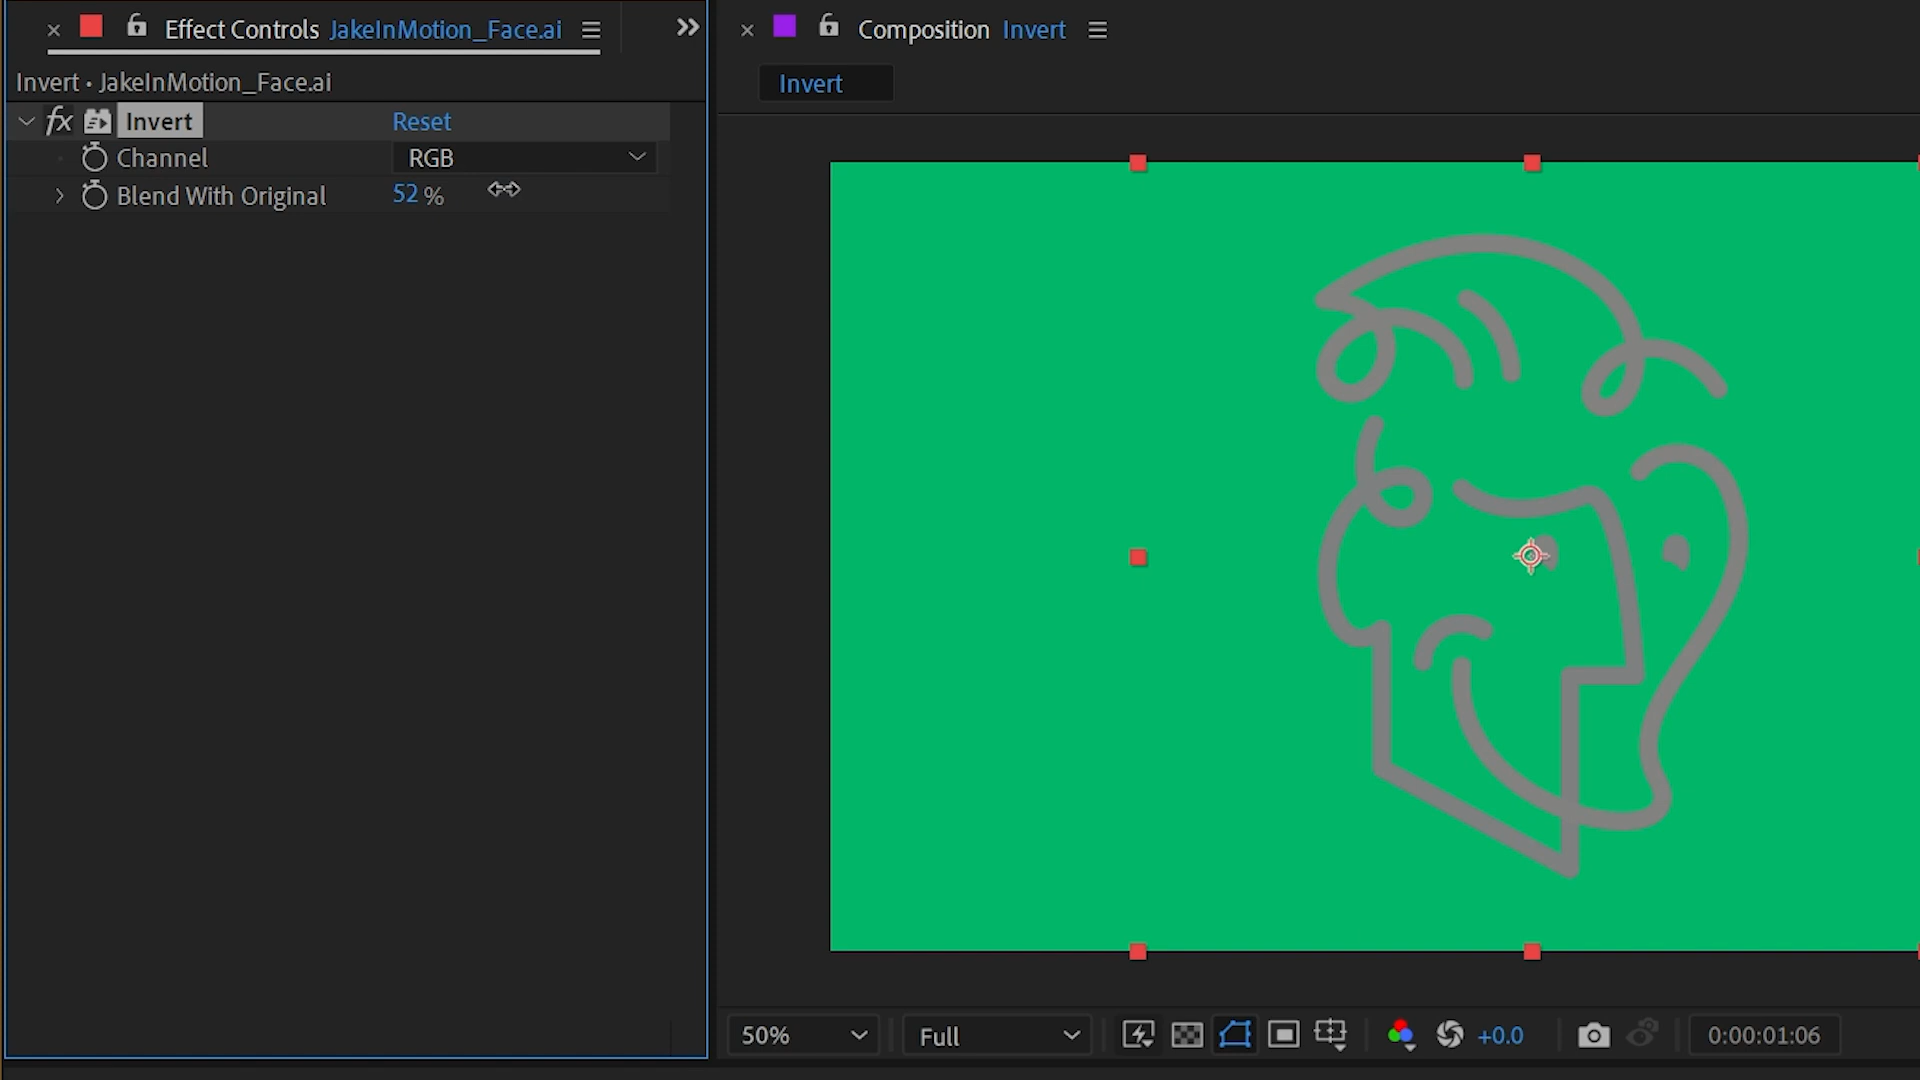 Effect Controls JakeInMotion_Face.ai
Invert • JakeInMotion_Face.ai
fx Invert Reset
Channel RGB
Blend With Original 52 %
Composition Invert
Invert
50% Full +0.0 0:00:01:06